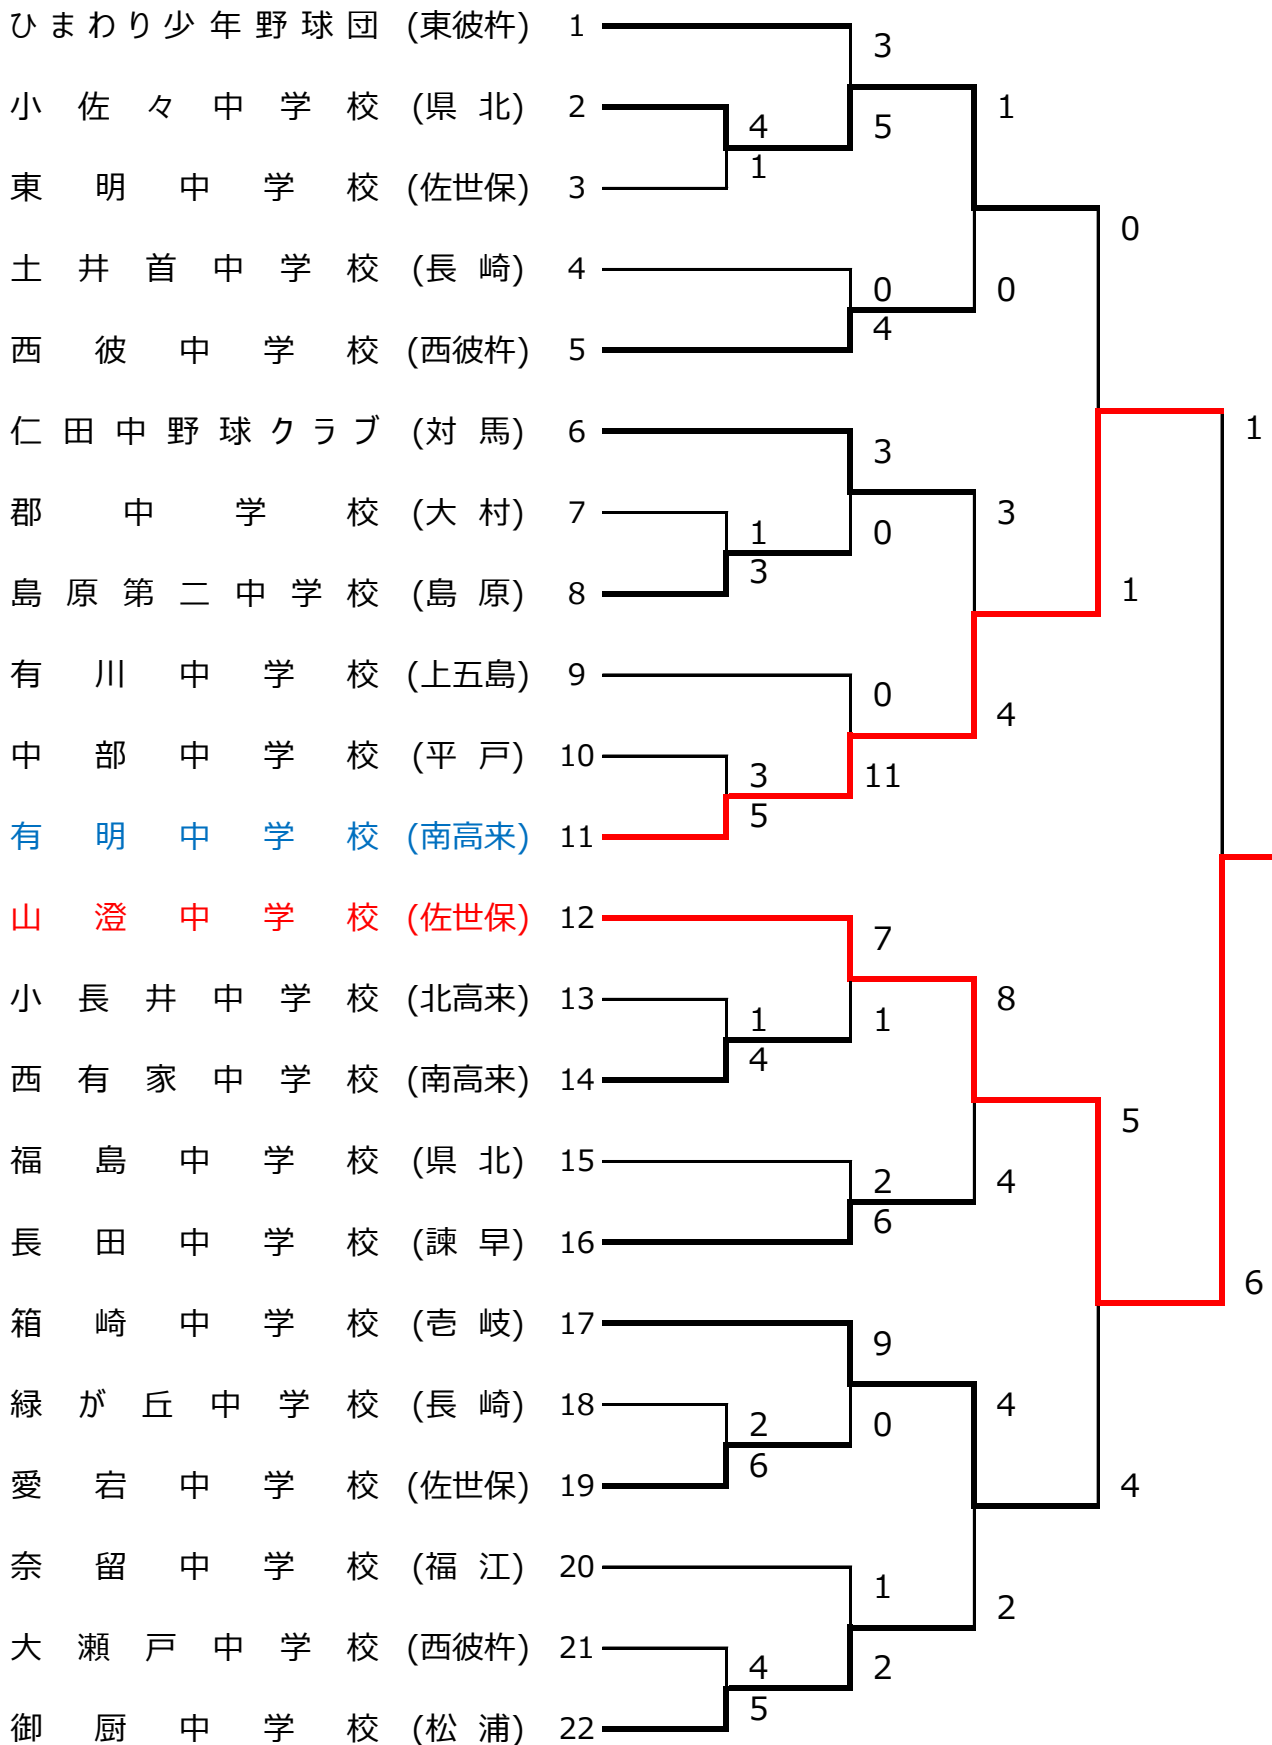 ひまわり少年野球団 (東彼杵) 1
3
小佐々中学校 (県北) 2
1
4
5
1
東明中学校 (佐世保) 3
0
土井首中学校 (長崎) 4
0
0
4
西彼中学校 (西彼杵) 5
仁田中野球クラブ (対馬) 6
1
3
郡中学校 (大村) 7
3
1
0
3
島原第二中学校 (島原) 8
1
有川中学校 (上五島) 9
0
4
中部中学校 (平戸) 10
3
11
5
有明中学校 (南高来) 11
山澄中学校 (佐世保) 12
7
小長井中学校 (北高来) 13
8
1
1
4
西有家中学校 (南高来) 14
5
福島中学校 (県北) 15
2
4
6
長田中学校 (諫早) 16
6
箱崎中学校 (壱岐) 17
9
緑が丘中学校 (長崎) 18
4
2
0
6
愛宕中学校 (佐世保) 19
4
奈留中学校 (福江) 20
1
2
大瀬戸中学校 (西彼杵) 21
4
2
5
御厨中学校 (松浦) 22